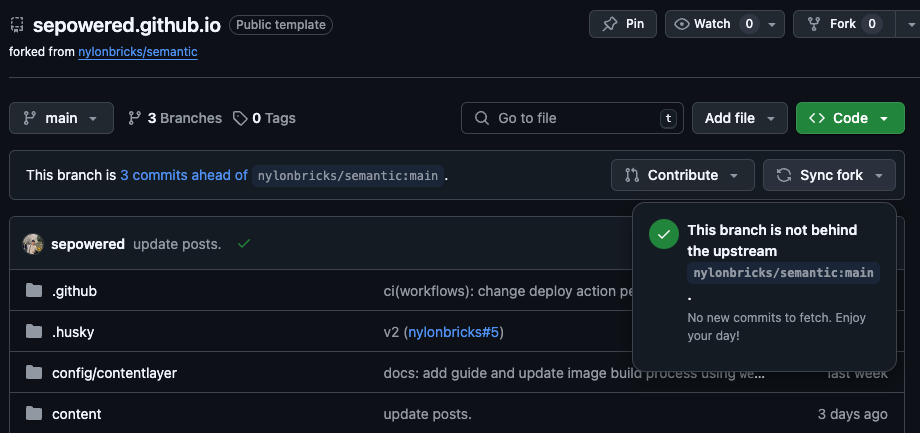 sepowered.github.io Public template Pin Watch 0 Fork 0
forked from nylonbricks/semantic
main 3 Branches 0 Tags Go to file t Add file Code
This branch is 3 commits ahead of nylonbricks/semantic:main . Contribute Sync fork
This branch is not behind
the upstream
nylonbricks/semantic:main
.
No new commits to fetch. Enjoy
your day!
sepowered update posts.
.github ci(workflows): change deploy action pe
.husky v2 (nylonbricks#5)
config/contentlayer docs: add guide and update image build process using we... last week
content update posts. 3 days ago